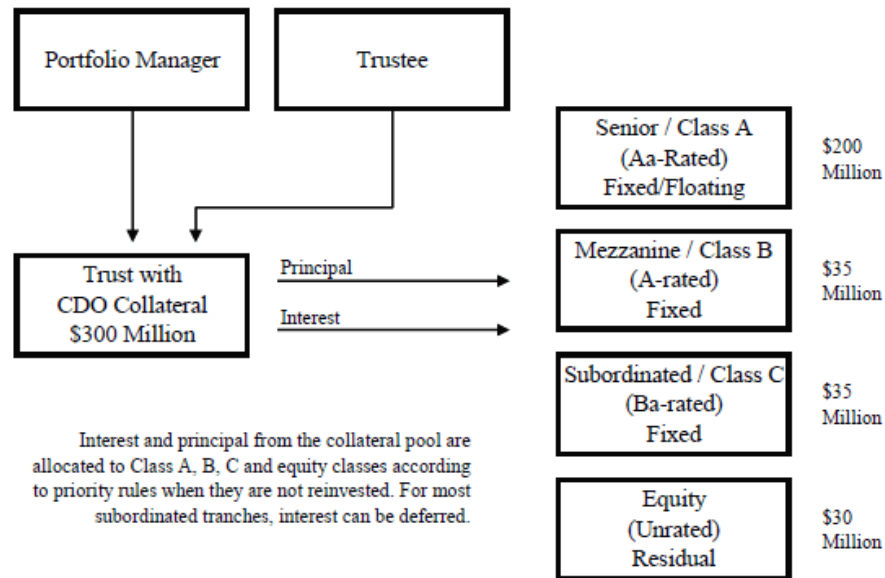 Portfolio Manager
Trustee
Senior / Class A
(Aa-Rated)
Fixed/Floating
$200
Million
Trust with
CDO Collateral
$300 Million
Principal
Interest
Mezzanine / Class B
(A-rated)
Fixed
$35
Million
Subordinated / Class C
(Ba-rated)
Fixed
$35
Million
Interest and principal from the collateral pool are
allocated to Class A, B, C and equity classes according
to priority rules when they are not reinvested. For most
subordinated tranches, interest can be deferred.
Equity
(Unrated)
Residual
$30
Million